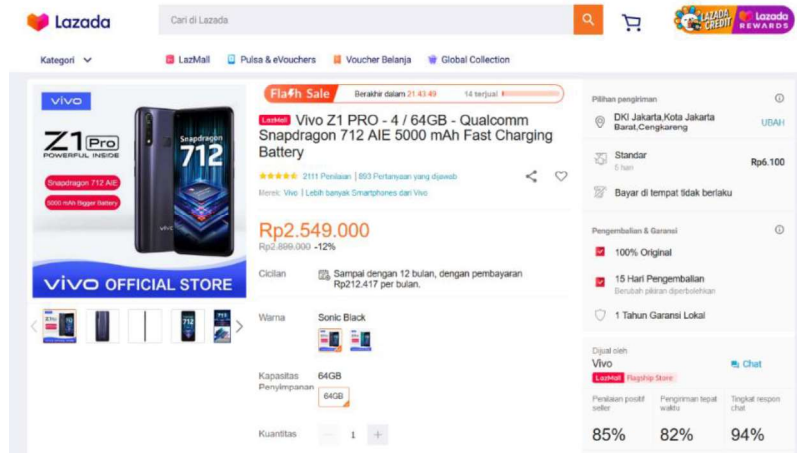 Lazada
Cari di Lazada
LAZADA CREDIT
Lazada REWARDS
Kategori
LazMall
Pulsa & eVouchers
Voucher Belanja
Global Collection
vivo
Z1 Pro
POWERFUL INSIDE
Snapdragon 712 AIE
5000 mAh Bigger Battery
Snapdragon
712
vivo OFFICIAL STORE
Flash Sale
Berakhir dalam 21:43:49
14 terjual
LazMall Vivo Z1 PRO - 4 / 64GB - Qualcomm
Snapdragon 712 AIE 5000 mAh Fast Charging
Battery
2111 Penilaian | 893 Pertanyaan yang dijawab
Merek: Vivo | Lebih banyak Smartphones dari Vivo
Rp2.549.000
Rp2.899.000 -12%
Cicilan
Sampai dengan 12 bulan, dengan pembayaran
Rp212.417 per bulan.
Warna
Sonic Black
Kapasitas Penyimpanan
64GB
64GB
Kuantitas
1
Pilihan pengiriman
DKI Jakarta,Kota Jakarta
Barat,Cengkareng
UBAH
Standar
Rp6.100
6 hari
Bayar di tempat tidak berlaku
Pengembalian & Garansi
100% Original
15 Hari Pengembalian
Berubah pikiran diperbolehkan
1 Tahun Garansi Lokal
Dijual oleh
Vivo
Chat
LazMall Flagship Store
Penilaian positif seller
Pengiriman tepat waktu
Tingkat respon chat
85%
82%
94%